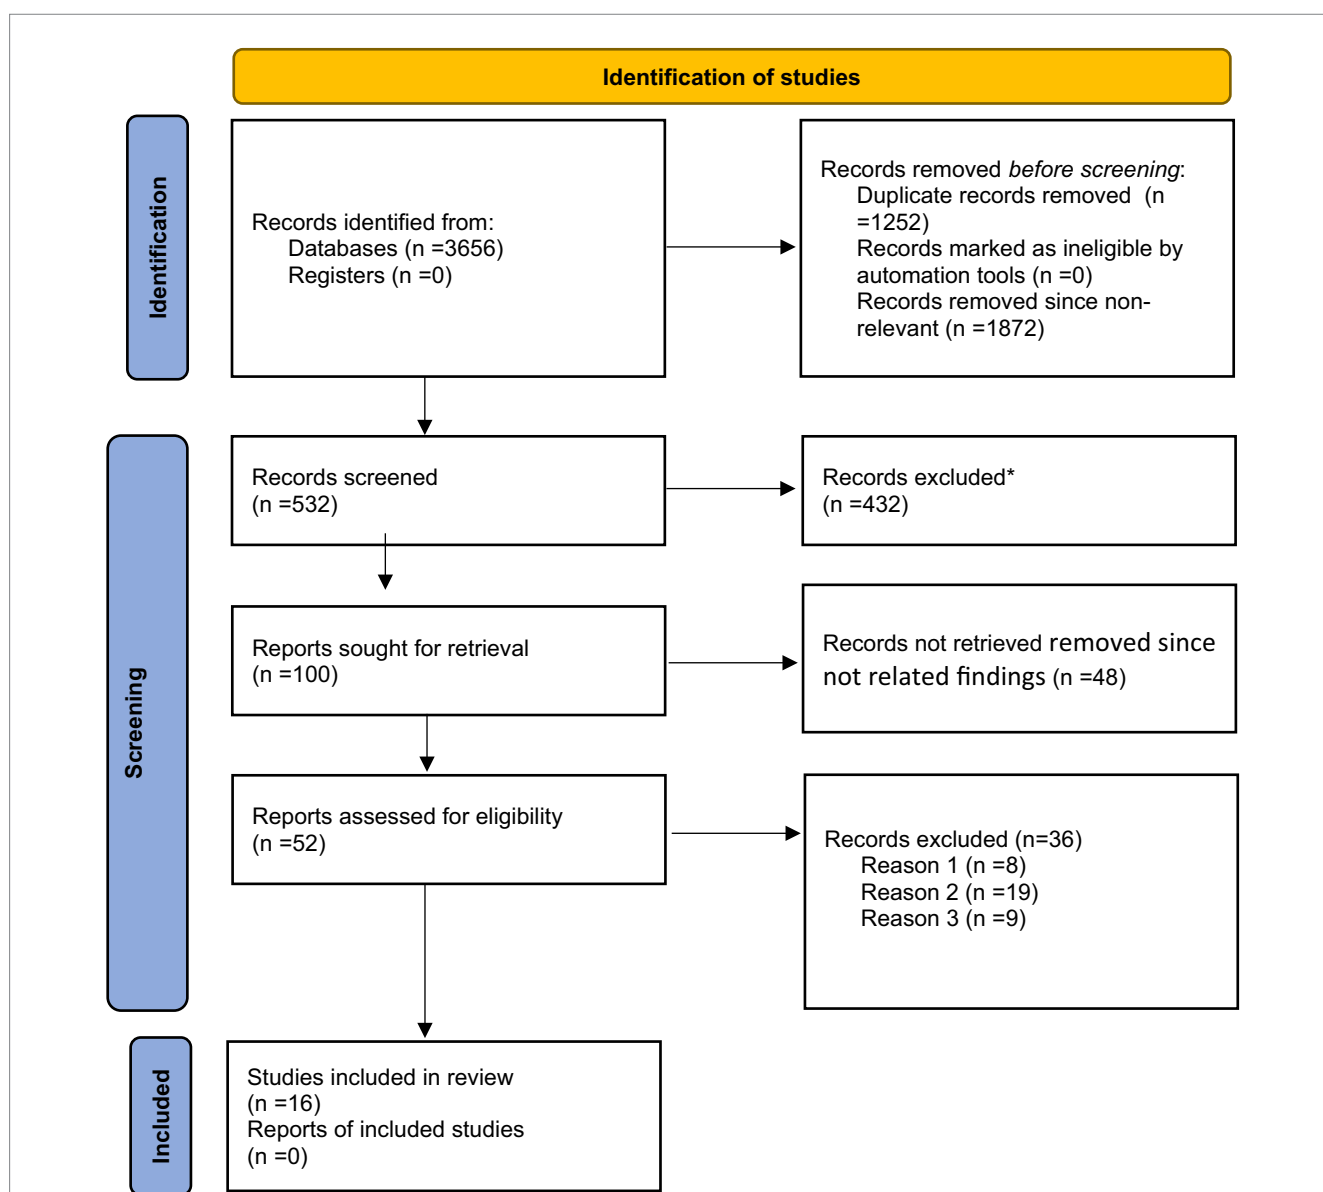 Identification of studies
Identification
Records identified from:
Databases (n =3656)
Registers (n =0)
Records removed before screening:
Duplicate records removed  (n
=1252)
Records marked as ineligible by
automation tools (n =0)
Records removed since non-
relevant (n =1872)
Screening
Records screened
(n =532)
Records excluded*
(n =432)
Reports sought for retrieval
(n =100)
Records not retrieved removed since
not related findings (n =48)
Reports assessed for eligibility
(n =52)
Records excluded (n=36)
Reason 1 (n =8)
Reason 2 (n =19)
Reason 3 (n =9)
Included
Studies included in review
(n =16)
Reports of included studies
(n =0)